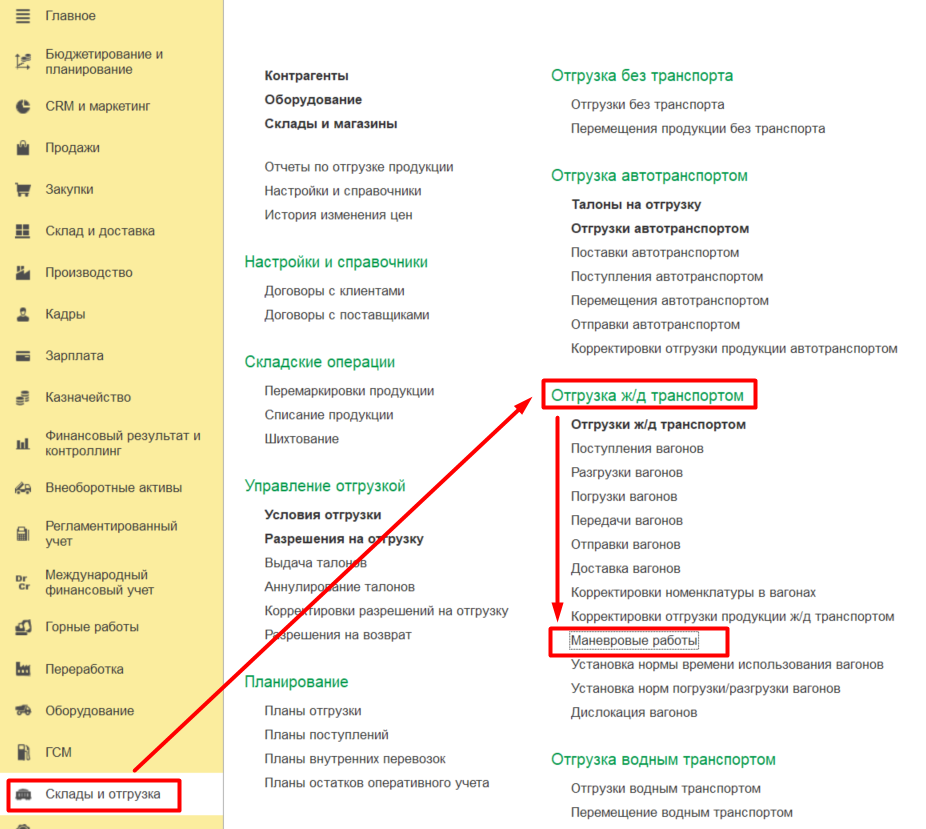 Главное
Бюджетирование и
планирование
CRM и маркетинг
Продажи
Закупки
Склад и доставка
Производство
Кадры
Зарплата
Казначейство
Финансовый результат и
контроллинг
Внеоборотные активы
Регламентированный
учет
Международный
финансовый учет
Горные работы
Переработка
Оборудование
ГСМ
Склады и отгрузка
Контрагенты
Оборудование
Склады и магазины
Отчеты по отгрузке продукции
Настройки и справочники
История изменения цен
Настройки и справочники
Договоры с клиентами
Договоры с поставщиками
Складские операции
Перемаркировки продукции
Списание продукции
Шихтование
Управление отгрузкой
Условия отгрузки
Разрешения на отгрузку
Выдача талонов
Аннулирование талонов
Корректировки разрешений на отгрузку
Разрешения на возврат
Планирование
Планы отгрузки
Планы поступлений
Планы внутренних перевозок
Планы остатков оперативного учета
Отгрузка без транспорта
Отгрузки без транспорта
Перемещения продукции без транспорта
Отгрузка автотранспортом
Талоны на отгрузку
Отгрузки автотранспортом
Поставки автотранспортом
Поступления автотранспортом
Перемещения автотранспортом
Отправки автотранспортом
Корректировки отгрузки продукции автотранспортом
Отгрузка ж/д транспортом
Отгрузки ж/д транспортом
Поступления вагонов
Разгрузки вагонов
Погрузки вагонов
Передачи вагонов
Отправки вагонов
Доставка вагонов
Корректировки номенклатуры в вагонах
Корректировки отгрузки продукции ж/д транспортом
Маневровые работы
Установка нормы времени использования вагонов
Установка норм погрузки/разгрузки вагонов
Дислокация вагонов
Отгрузка водным транспортом
Отгрузки водным транспортом
Перемещение водным транспортом